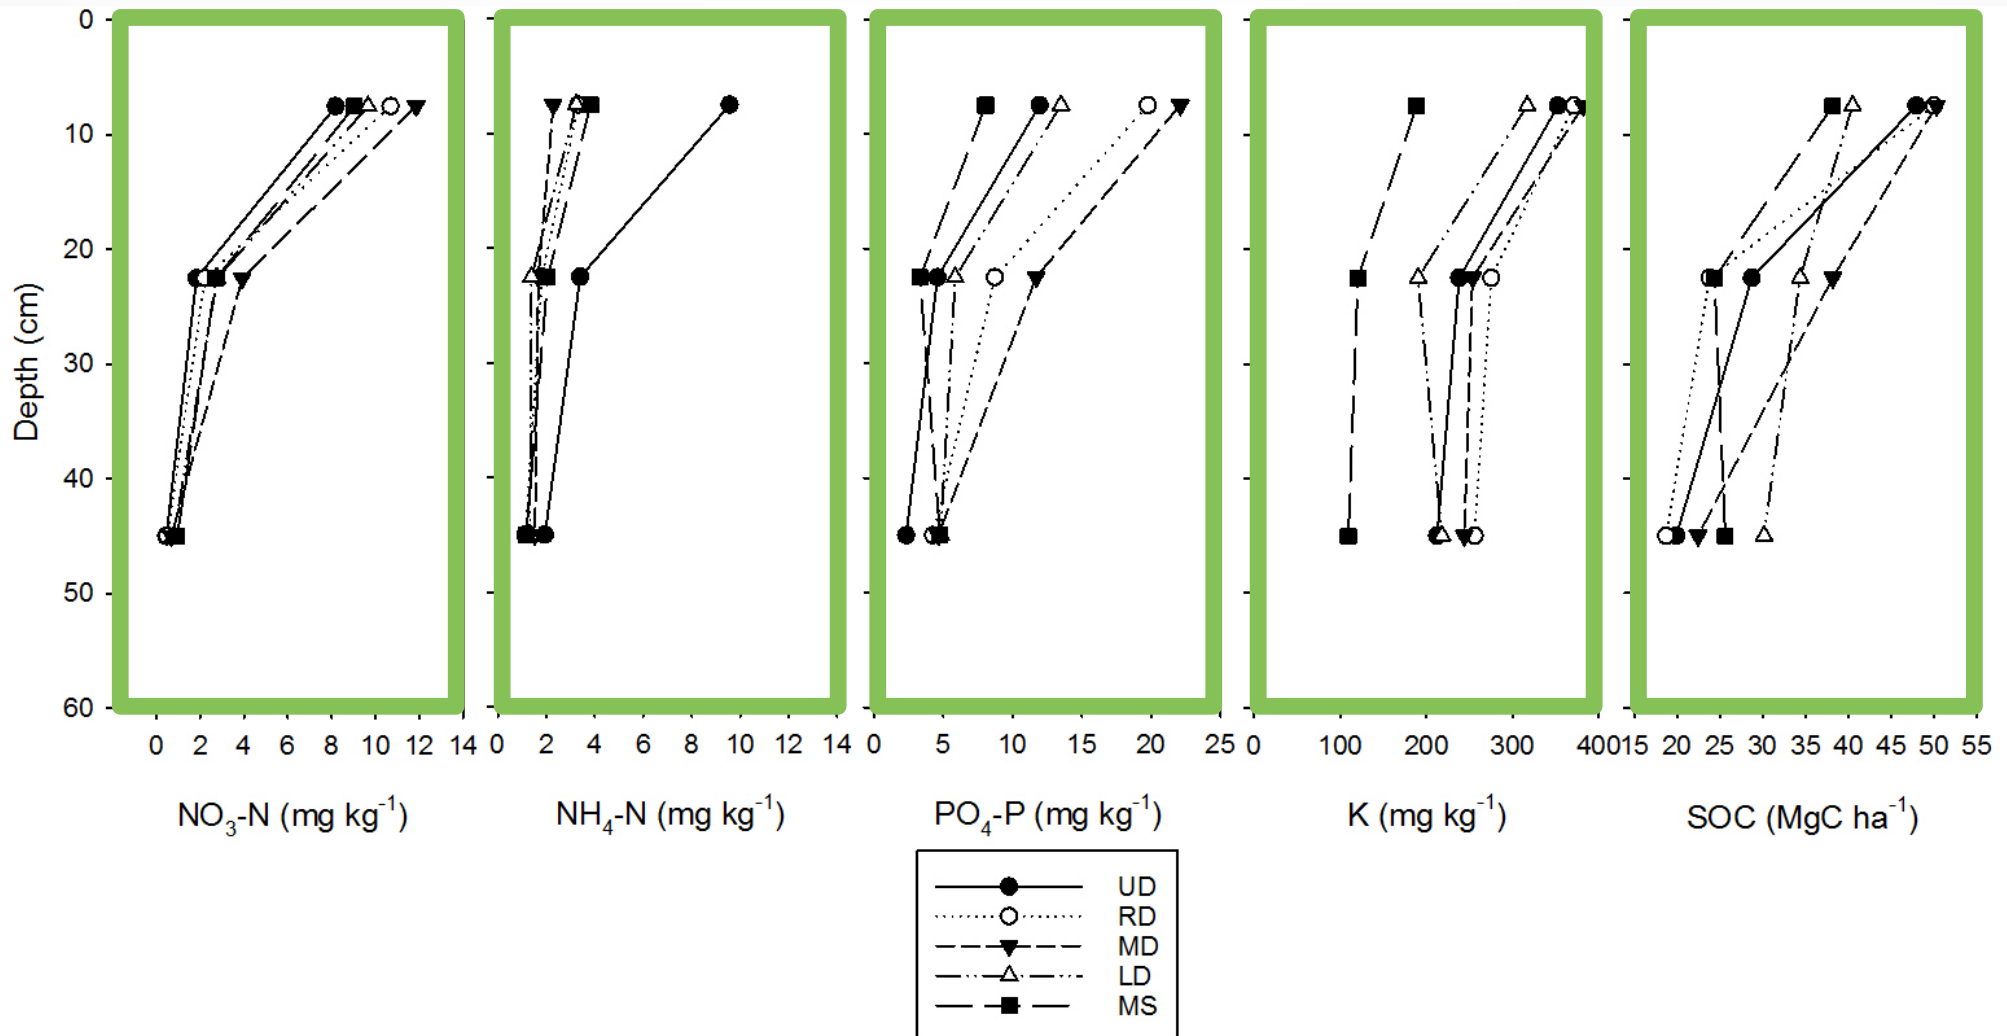 Depth (cm)
0
10
20
30
40
50
60
0 2 4 6 8 10 12 14
0 2 4 6 8 10 12 14
0 5 10 15 20 25
0 100 200 300 400
15 20 25 30 35 40 45 50 55
NO₃-N (mg kg⁻¹)
NH₄-N (mg kg⁻¹)
PO₄-P (mg kg⁻¹)
K (mg kg⁻¹)
SOC (MgC ha⁻¹)
UD
RD
MD
LD
MS